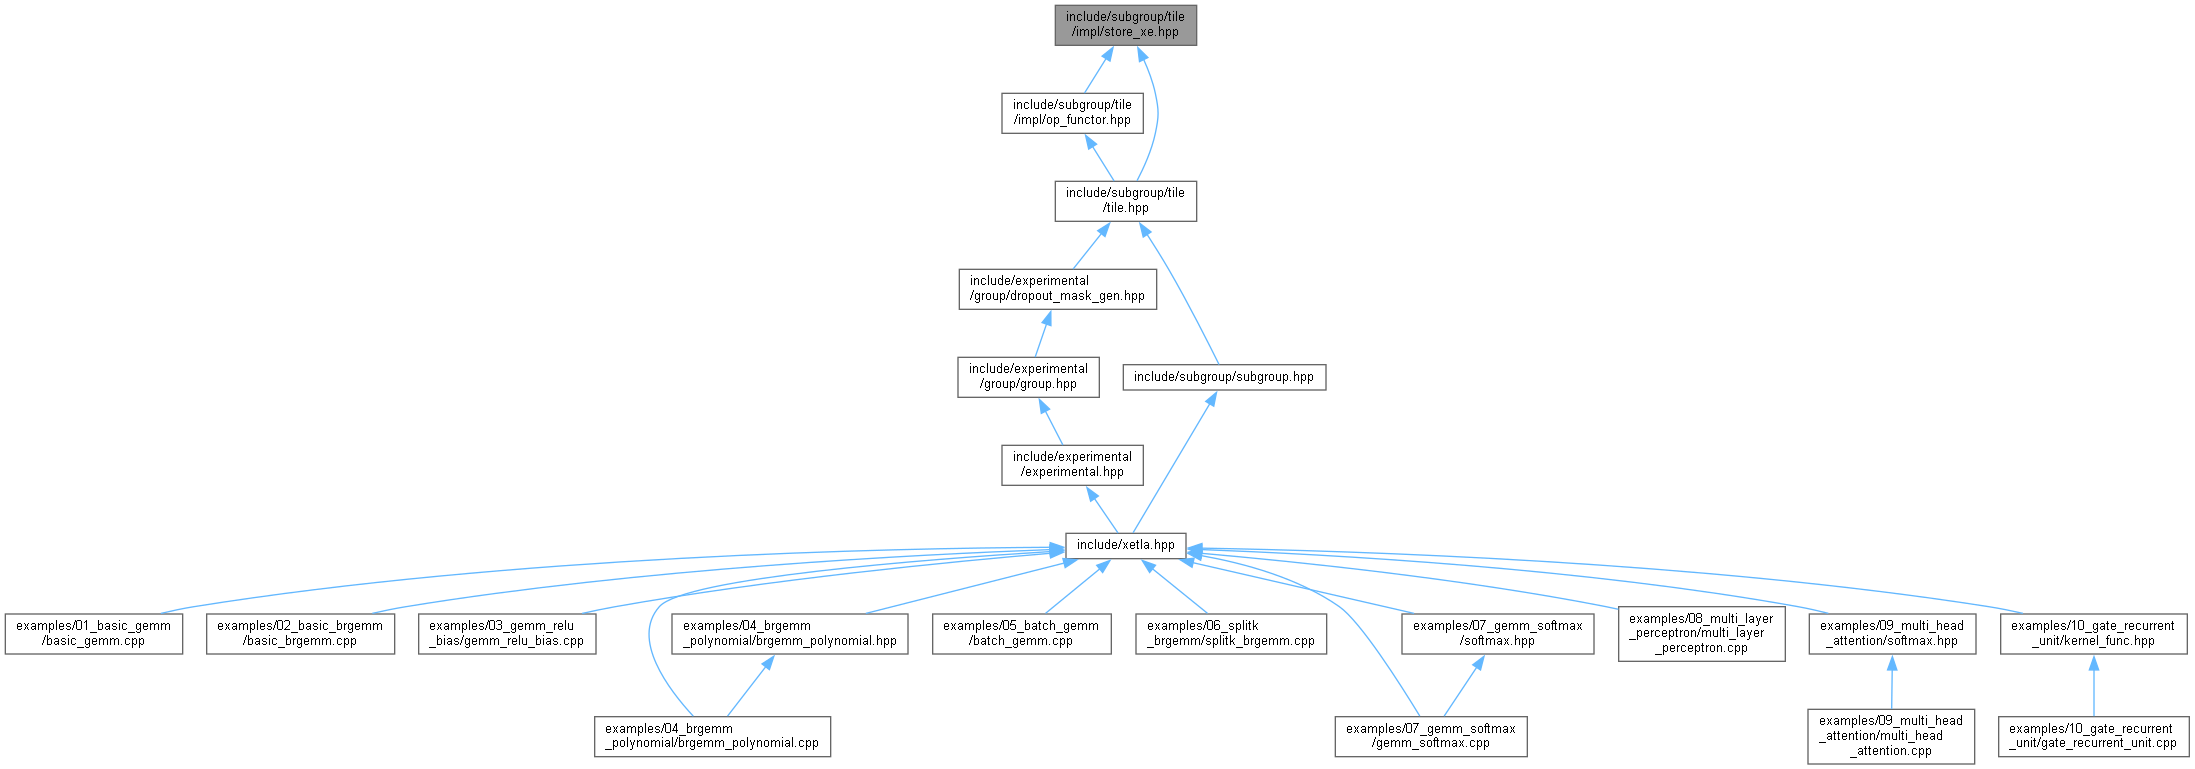 include/subgroup/tile
/impl/store_xe.hpp
include/subgroup/tile
/impl/op_functor.hpp
include/subgroup/tile
/tile.hpp
include/experimental
/group/dropout_mask_gen.hpp
include/experimental
/group/group.hpp
include/subgroup/subgroup.hpp
include/experimental
/experimental.hpp
include/xetla.hpp
examples/01_basic_gemm
/basic_gemm.cpp
examples/02_basic_brgemm
/basic_brgemm.cpp
examples/03_gemm_relu
_bias/gemm_relu_bias.cpp
examples/04_brgemm
_polynomial/brgemm_polynomial.hpp
examples/05_batch_gemm
/batch_gemm.cpp
examples/06_splitk
_brgemm/splitk_brgemm.cpp
examples/07_gemm_softmax
/softmax.hpp
examples/08_multi_layer
_perceptron/multi_layer
_perceptron.cpp
examples/09_multi_head
_attention/softmax.hpp
examples/10_gate_recurrent
_unit/kernel_func.hpp
examples/04_brgemm
_polynomial/brgemm_polynomial.cpp
examples/07_gemm_softmax
/gemm_softmax.cpp
examples/09_multi_head
_attention/multi_head
_attention.cpp
examples/10_gate_recurrent
_unit/gate_recurrent_unit.cpp